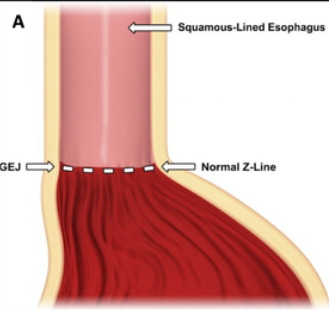 A
Squamous-Lined Esophagus
GEJ
Normal Z-Line